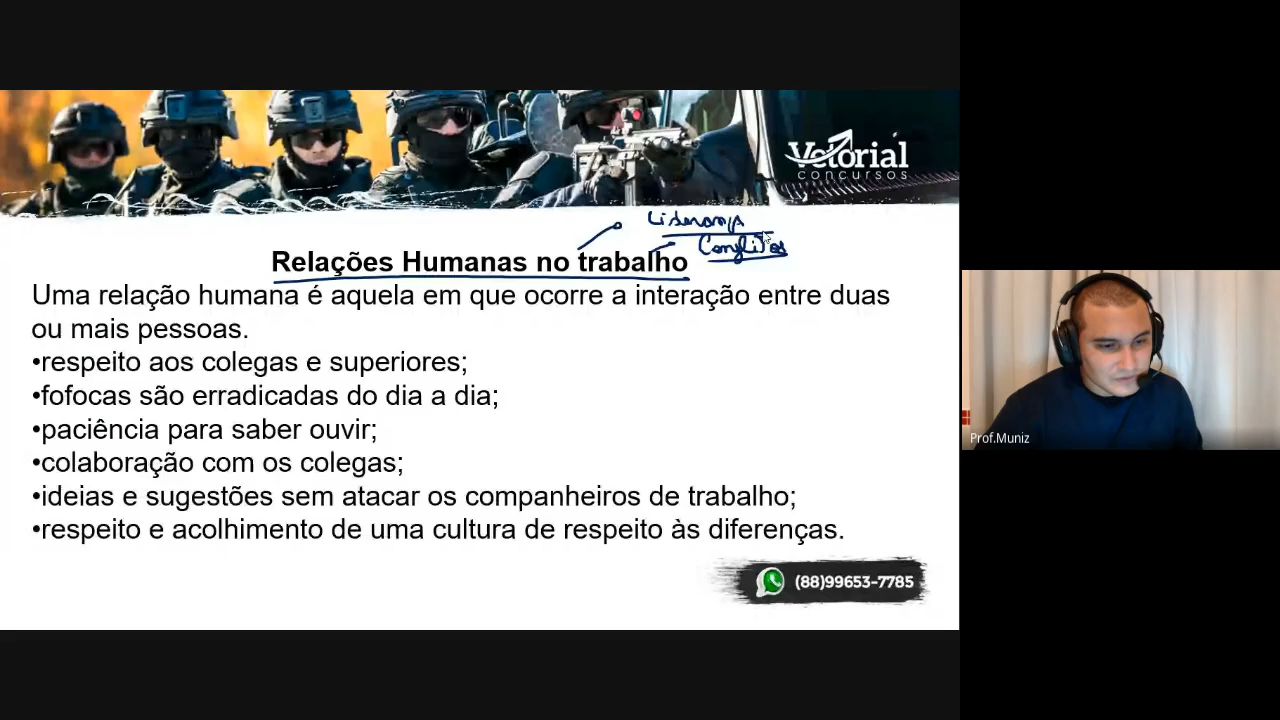 Vetorial
concursos
Liderança
Conflitos
Relações Humanas no trabalho
Uma relação humana é aquela em que ocorre a interação entre duas
ou mais pessoas.
•respeito aos colegas e superiores;
•fofocas são erradicadas do dia a dia;
•paciência para saber ouvir;
•colaboração com os colegas;
•ideias e sugestões sem atacar os companheiros de trabalho;
•respeito e acolhimento de uma cultura de respeito às diferenças.
(88)99653-7785
Prof.Muniz